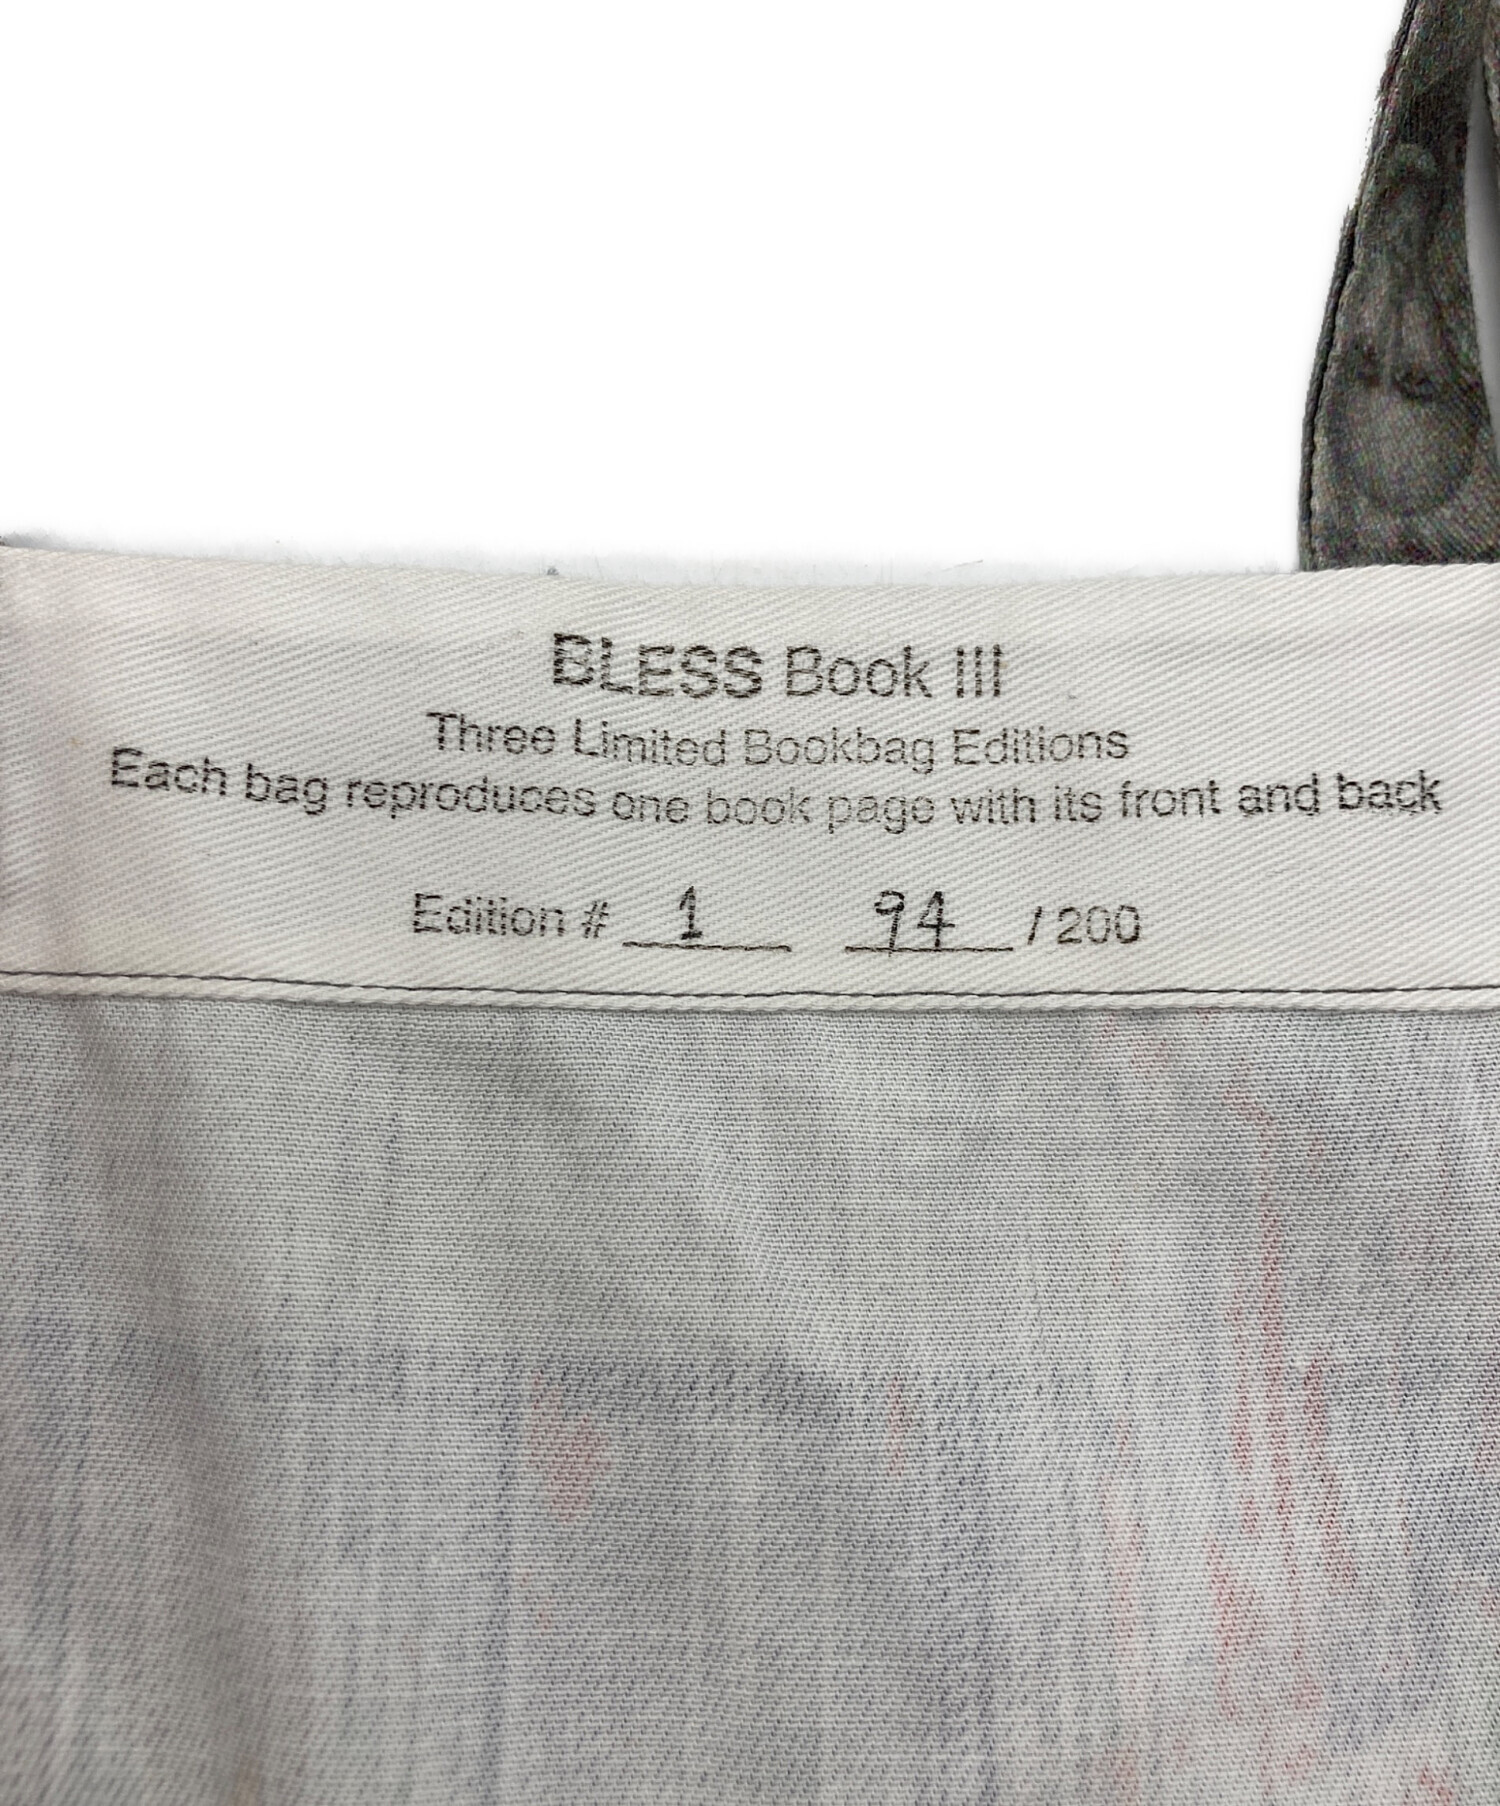 BLESS Book III
Three Limited Bookbag Editions
Each bag reproduces one book page with its front and back
Edition # 1 94 / 200